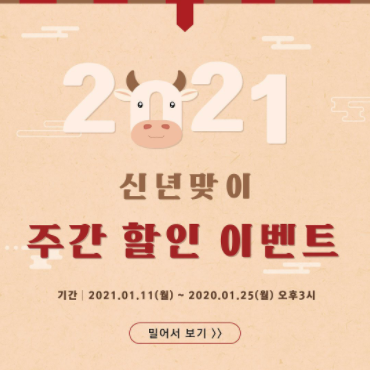 2021
신년맞이
주간 할인 이벤트
기간 | 2021.01.11(월) ~ 2020.01.25(월) 오후3시
밀어서 보기 >>